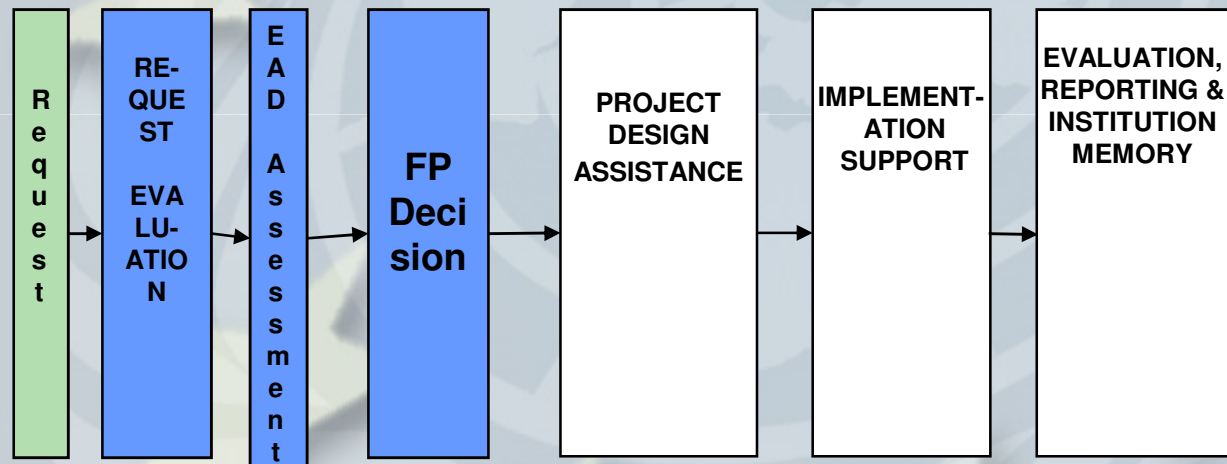 R
e
q
u
e
s
t
RE-
QUE
ST
EVA
LU-
ATIO
N
E
A
D
A
s
s
e
s
s
m
e
n
t
FP
Deci
sion
PROJECT
DESIGN
ASSISTANCE
IMPLEMENT-
ATION
SUPPORT
EVALUATION,
REPORTING &
INSTITUTION
MEMORY